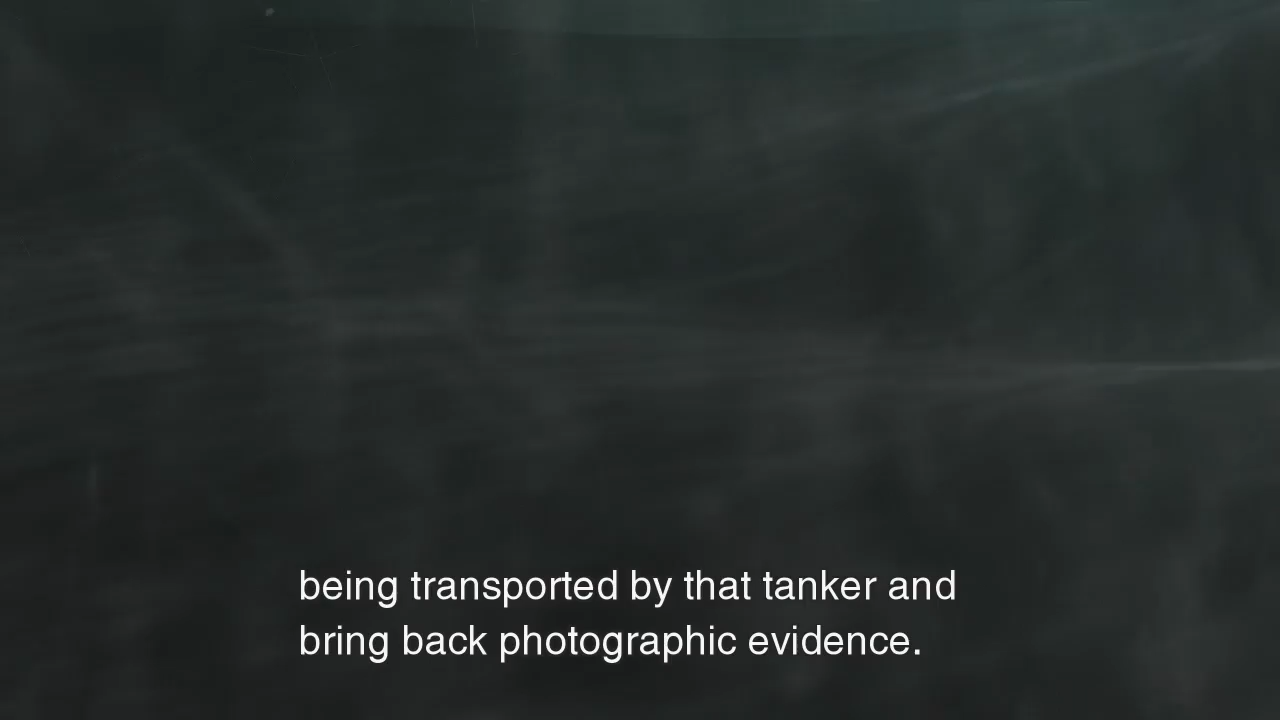 being transported by that tanker and
bring back photographic evidence.